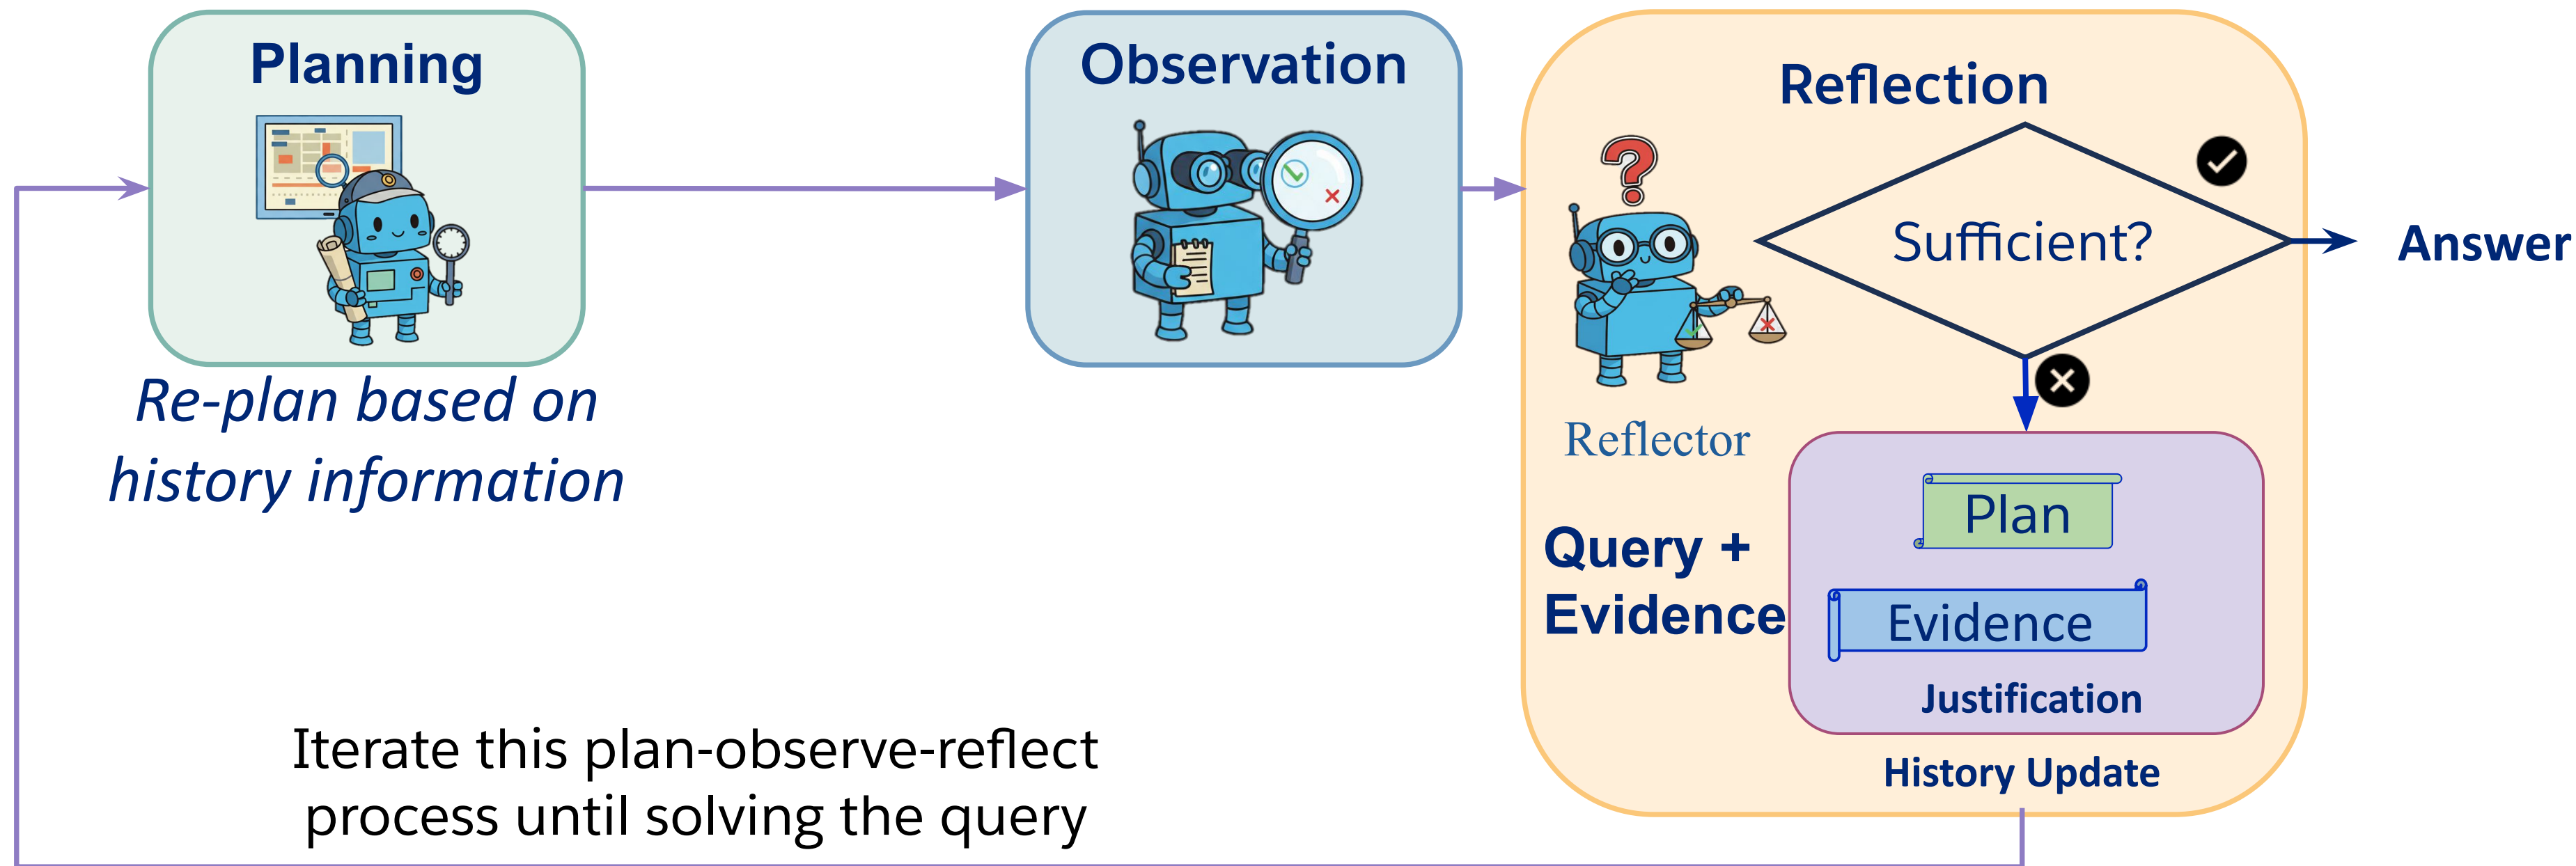 Planning
Re-plan based on
history information
Observation
Reflection
Sufficient?
Answer
Reflector
Query +
Evidence
Plan
Evidence
Justification
History Update
Iterate this plan-observe-reflect
process until solving the query